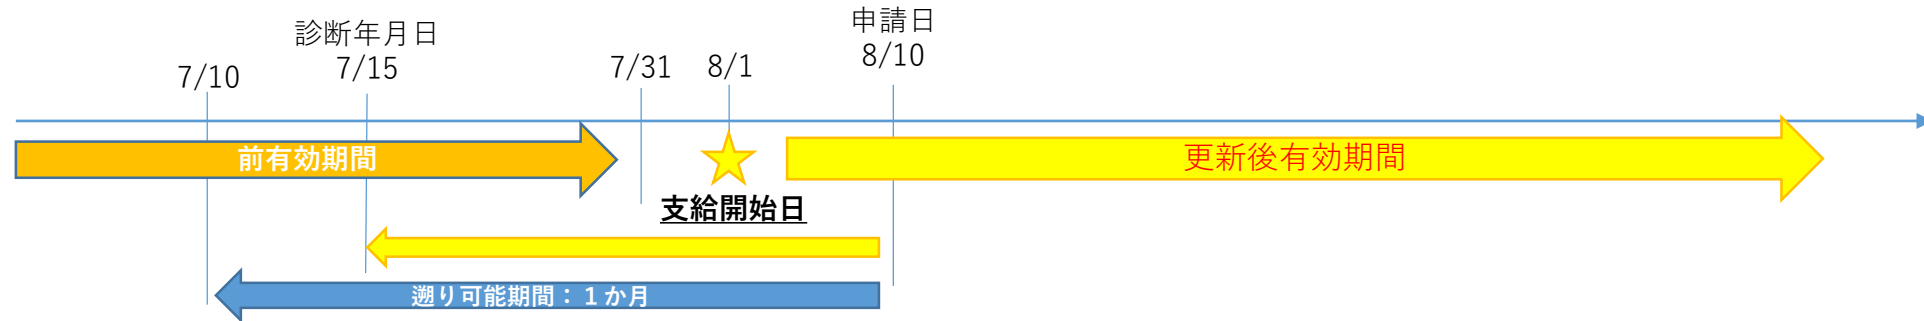 診断年月日
申請日
7/10
7/15
7/31
8/1
8/10
前有効期間
更新後有効期間
支給開始日
遡り可能期間：１か月